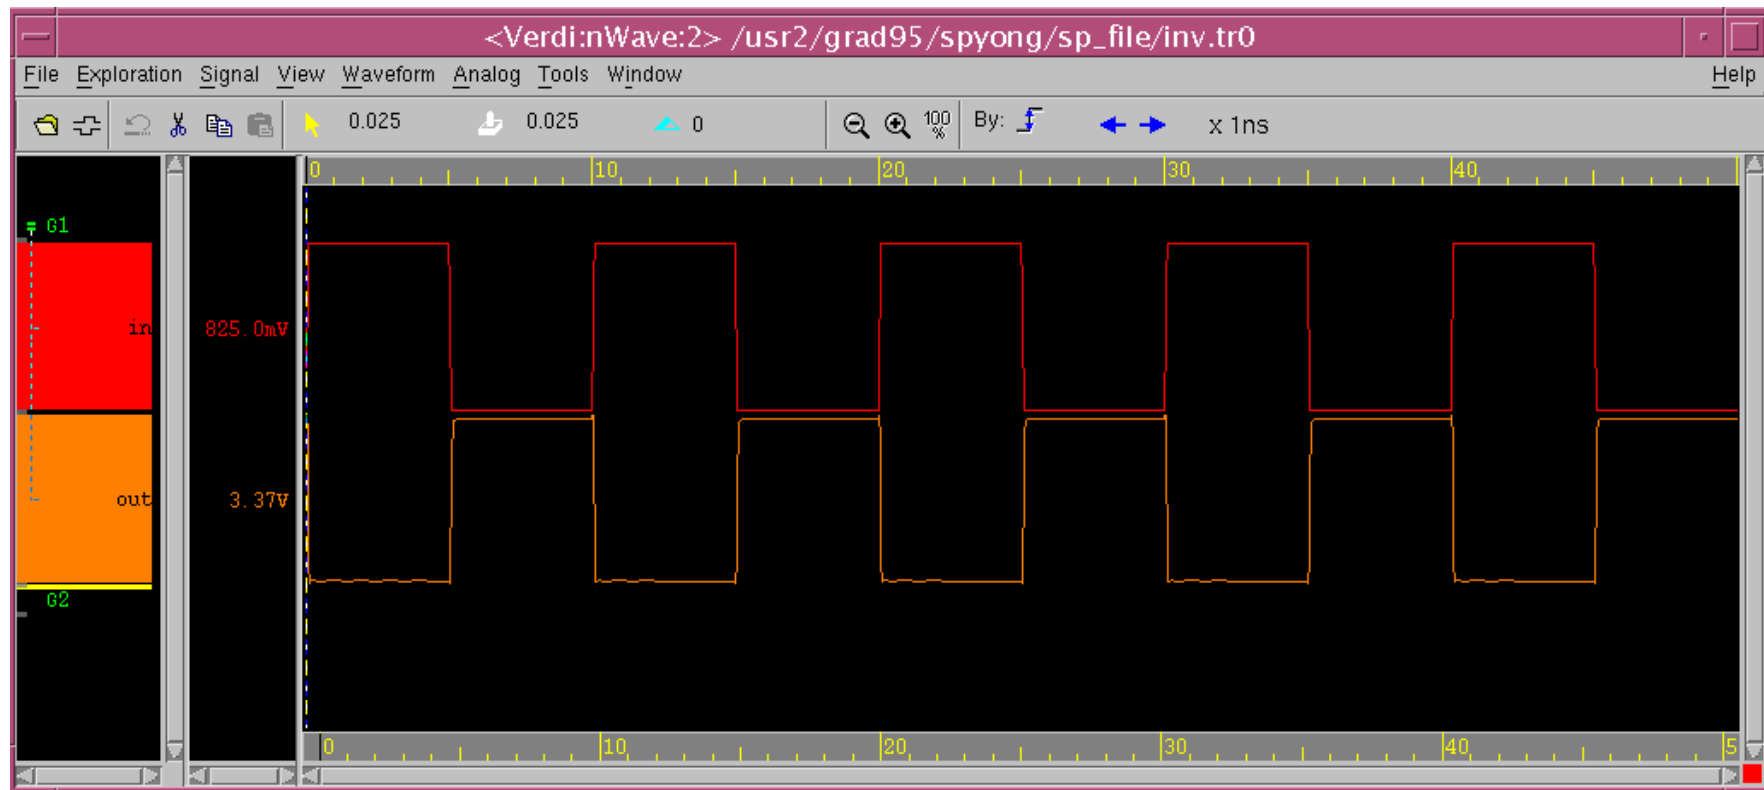 <Verdi:nWave:2> /usr2/grad95/spyong/sp_file/inv.tr0
File Exploration Signal View Waveform Analog Tools Window Help
0.025 0.025 0 100 % By: x 1ns
0 10 20 30 40
G1
in 825.0mV
out 3.37V
G2
0 10 20 30 40 5